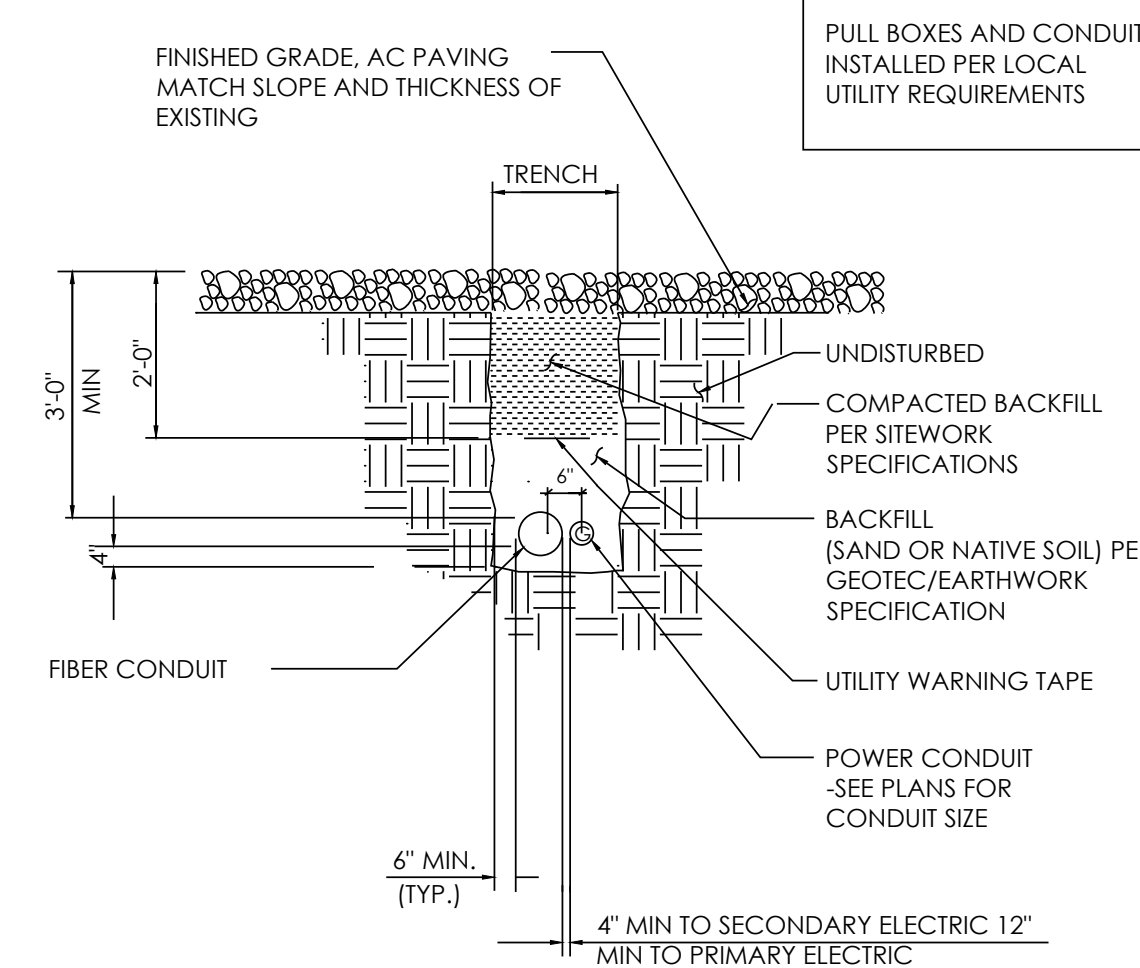 PULL BOXES AND CONDUIT
INSTALLED PER LOCAL
UTILITY REQUIREMENTS
FINISHED GRADE, AC PAVING
MATCH SLOPE AND THICKNESS OF
EXISTING
TRENCH
3'-0"
MIN
2'-0"
UNDISTURBED
COMPACTED BACKFILL
PER SITEWORK
SPECIFICATIONS
6"
G
4"
BACKFILL
(SAND OR NATIVE SOIL) PE
GEOTEC/EARTHWORK
SPECIFICATION
FIBER CONDUIT
UTILITY WARNING TAPE
POWER CONDUIT
-SEE PLANS FOR
CONDUIT SIZE
6" MIN.
(TYP.)
4" MIN TO SECONDARY ELECTRIC 12"
MIN TO PRIMARY ELECTRIC